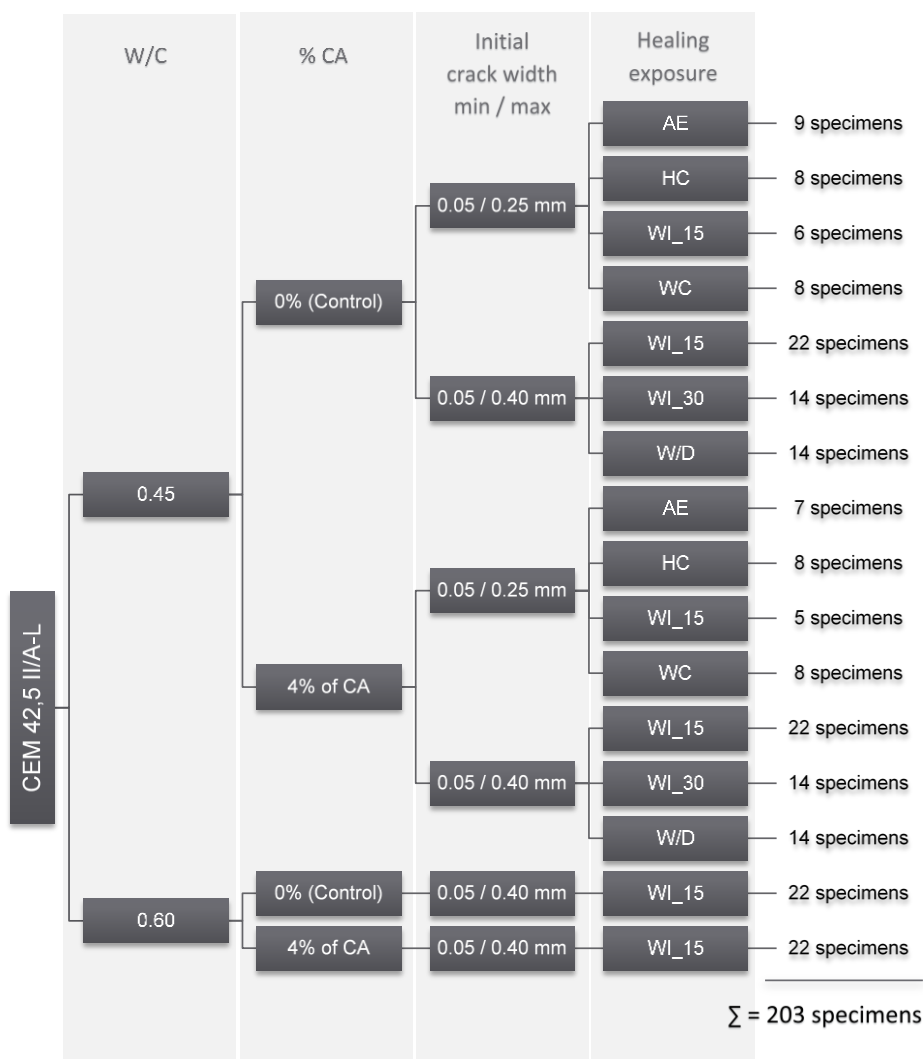 W/C
% CA
Initial
crack width
min / max
Healing
exposure
AE
9 specimens
HC
8 specimens
0.05 / 0.25 mm
WI_15
6 specimens
WC
8 specimens
0% (Control)
WI_15
22 specimens
0.05 / 0.40 mm
WI_30
14 specimens
W/D
14 specimens
0.45
AE
7 specimens
HC
8 specimens
0.05 / 0.25 mm
WI_15
5 specimens
WC
8 specimens
4% of CA
CEM 42,5 II/A-L
WI_15
22 specimens
0.05 / 0.40 mm
WI_30
14 specimens
W/D
14 specimens
0.60
0% (Control)
0.05 / 0.40 mm
WI_15
22 specimens
4% of CA
0.05 / 0.40 mm
WI_15
22 specimens
∑ = 203 specimens